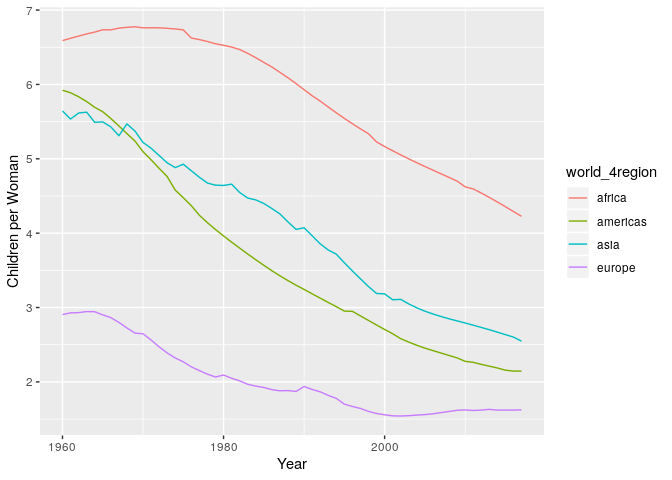 7
6
5
4
3
2
Children per Woman
1960
1980
2000
Year
world_4region
africa
americas
asia
europe